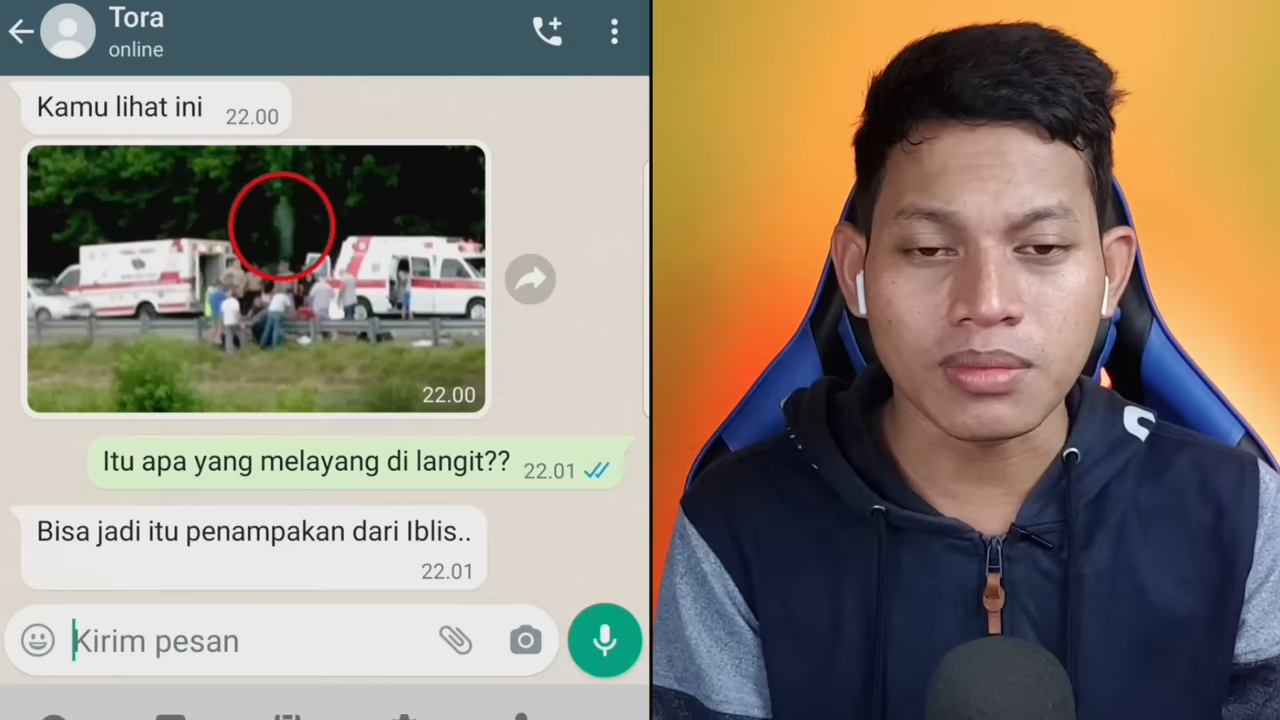 Tora
online
Kamu lihat ini 22.00
22.00
Itu apa yang melayang di langit?? 22.01
Bisa jadi itu penampakan dari Iblis..
22.01
Kirim pesan